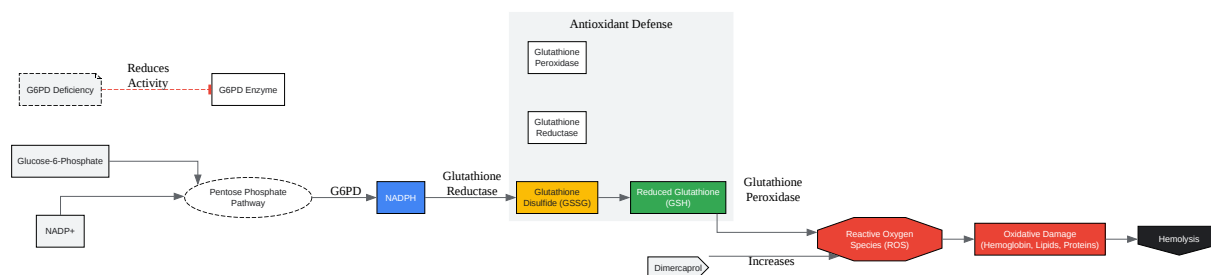 Antioxidant Defense
Glutathione
Peroxidase
Reduces
Activity
G6PD Deficiency
G6PD Enzyme
Glutathione
Reductase
Glucose-6-Phosphate
Pentose Phosphate
Pathway
G6PD
NADPH
Glutathione
Reductase
Glutathione
Disulfide (GSSG)
Reduced Glutathione
(GSH)
Glutathione
Peroxidase
NADP+
Reactive Oxygen
Species (ROS)
Oxidative Damage
(Hemoglobin, Lipids, Proteins)
Hemolysis
Dimercaprol
Increases